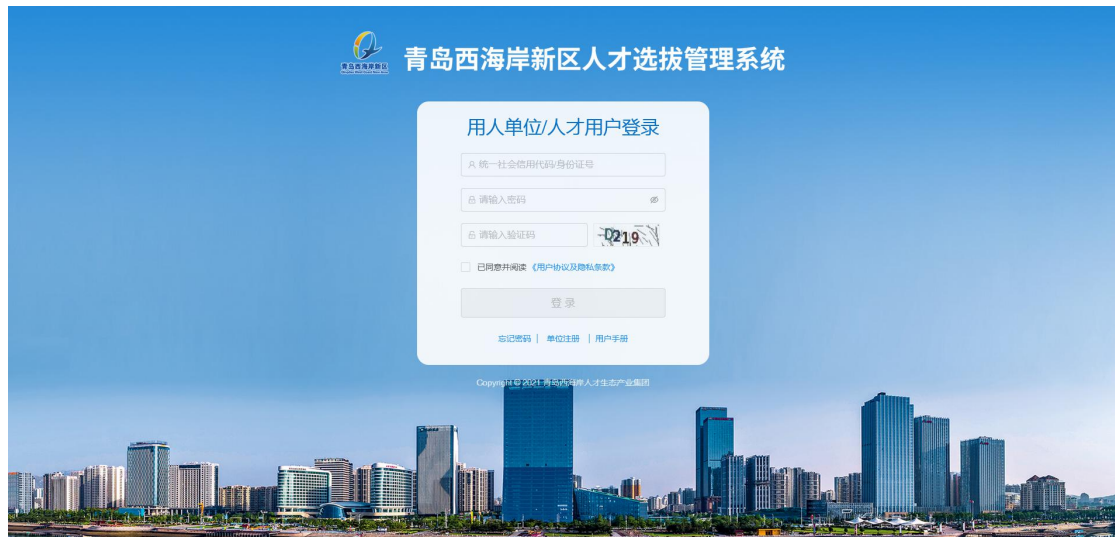 青岛西海岸新区
青岛西海岸新区人才选拔管理系统
用人单位/人才用户登录
统一社会信用代码/身份证号
请输入密码
请输入验证码
D219
已同意并阅读 《用户协议及隐私条款》
登 录
忘记密码 | 单位注册 | 用户手册
Copyright © 2021 青岛西海岸人才生态产业集团